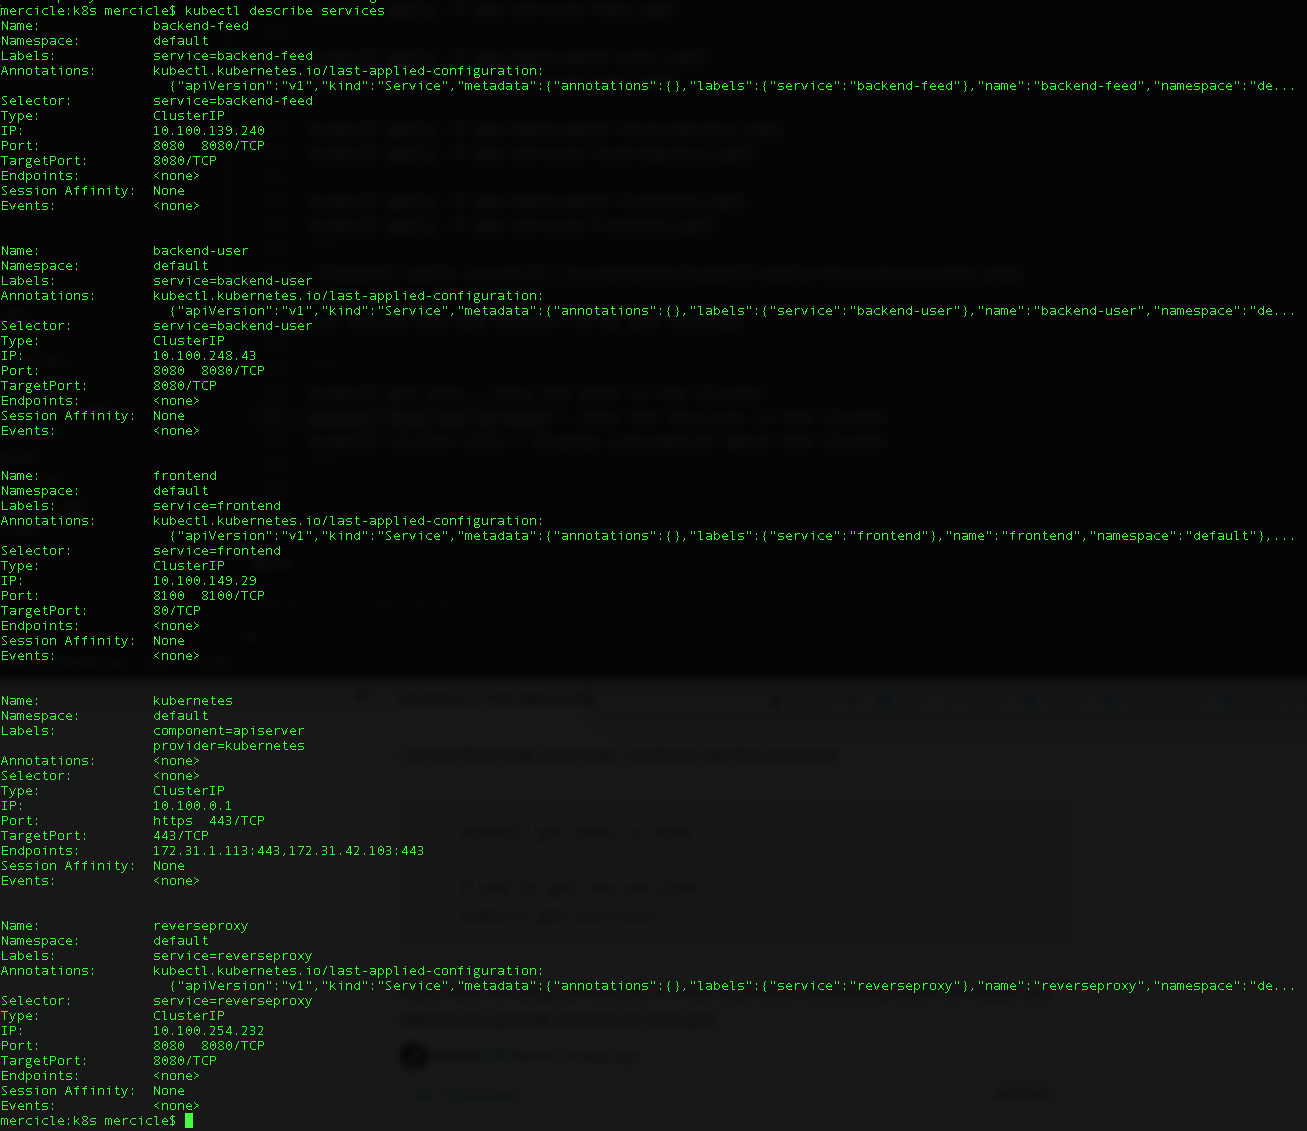 mercicle:k8s mercicle$ kubectl describe services
Name:              backend-feed
Namespace:         default
Labels:            service=backend-feed
Annotations:       kubectl.kubernetes.io/last-applied-configuration:
                     {"apiVersion":"v1","kind":"Service","metadata":{"annotations":{},"labels":{"service":"backend-feed"},"name":"backend-feed","namespace":"de...
Selector:          service=backend-feed
Type:              ClusterIP
IP:                10.100.139.240
Port:              8080  8080/TCP
TargetPort:        8080/TCP
Endpoints:         <none>
Session Affinity:  None
Events:            <none>
Name:              backend-user
Namespace:         default
Labels:            service=backend-user
Annotations:       kubectl.kubernetes.io/last-applied-configuration:
                     {"apiVersion":"v1","kind":"Service","metadata":{"annotations":{},"labels":{"service":"backend-user"},"name":"backend-user","namespace":"de...
Selector:          service=backend-user
Type:              ClusterIP
IP:                10.100.248.43
Port:              8080  8080/TCP
TargetPort:        8080/TCP
Endpoints:         <none>
Session Affinity:  None
Events:            <none>
Name:              frontend
Namespace:         default
Labels:            service=frontend
Annotations:       kubectl.kubernetes.io/last-applied-configuration:
                     {"apiVersion":"v1","kind":"Service","metadata":{"annotations":{},"labels":{"service":"frontend"},"name":"frontend","namespace":"default"},...
Selector:          service=frontend
Type:              ClusterIP
IP:                10.100.149.29
Port:              8100  8100/TCP
TargetPort:        80/TCP
Endpoints:         <none>
Session Affinity:  None
Events:            <none>
Name:              kubernetes
Namespace:         default
Labels:            component=apiserver
                   provider=kubernetes
Annotations:       <none>
Selector:          <none>
Type:              ClusterIP
IP:                10.100.0.1
Port:              https  443/TCP
TargetPort:        443/TCP
Endpoints:         172.31.1.113:443,172.31.42.103:443
Session Affinity:  None
Events:            <none>
Name:              reverseproxy
Namespace:         default
Labels:            service=reverseproxy
Annotations:       kubectl.kubernetes.io/last-applied-configuration:
                     {"apiVersion":"v1","kind":"Service","metadata":{"annotations":{},"labels":{"service":"reverseproxy"},"name":"reverseproxy","namespace":"de...
Selector:          service=reverseproxy
Type:              ClusterIP
IP:                10.100.254.232
Port:              8080  8080/TCP
TargetPort:        8080/TCP
Endpoints:         <none>
Session Affinity:  None
Events:            <none>
mercicle:k8s mercicle$